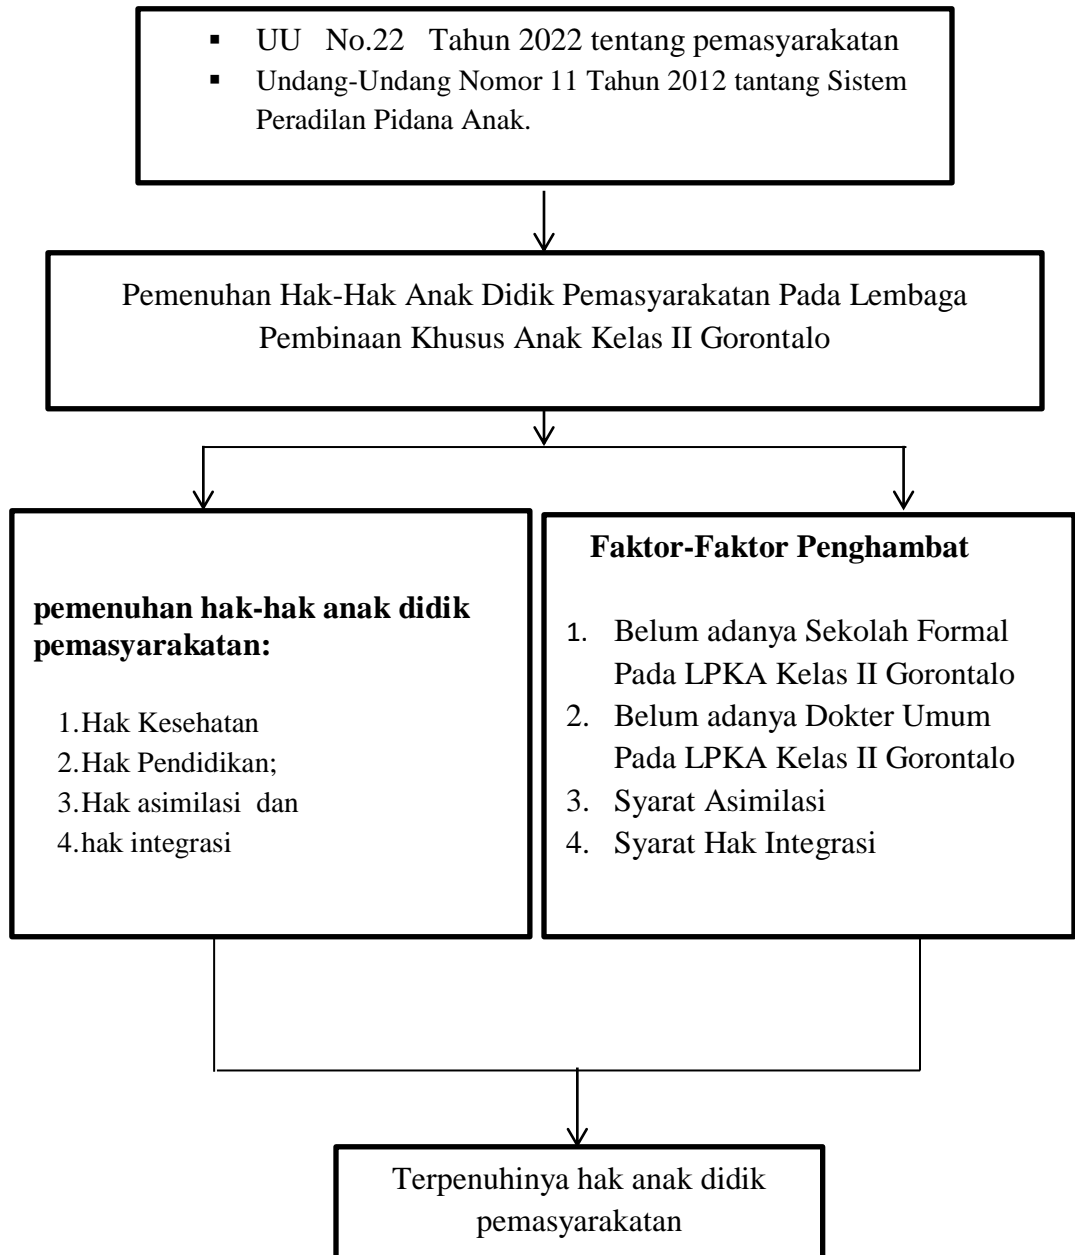 ▪ UU No.22 Tahun 2022 tentang pemasyarakatan
▪ Undang-Undang Nomor 11 Tahun 2012 tantang Sistem
Peradilan Pidana Anak.
Pemenuhan Hak-Hak Anak Didik Pemasyarakatan Pada Lembaga
Pembinaan Khusus Anak Kelas II Gorontalo
pemenuhan hak-hak anak didik
pemasyarakatan:
1.Hak Kesehatan
2.Hak Pendidikan;
3.Hak asimilasi dan
4.hak integrasi
Faktor-Faktor Penghambat
1. Belum adanya Sekolah Formal
Pada LPKA Kelas II Gorontalo
2. Belum adanya Dokter Umum
Pada LPKA Kelas II Gorontalo
3. Syarat Asimilasi
4. Syarat Hak Integrasi
Terpenuhinya hak anak didik
pemasyarakatan